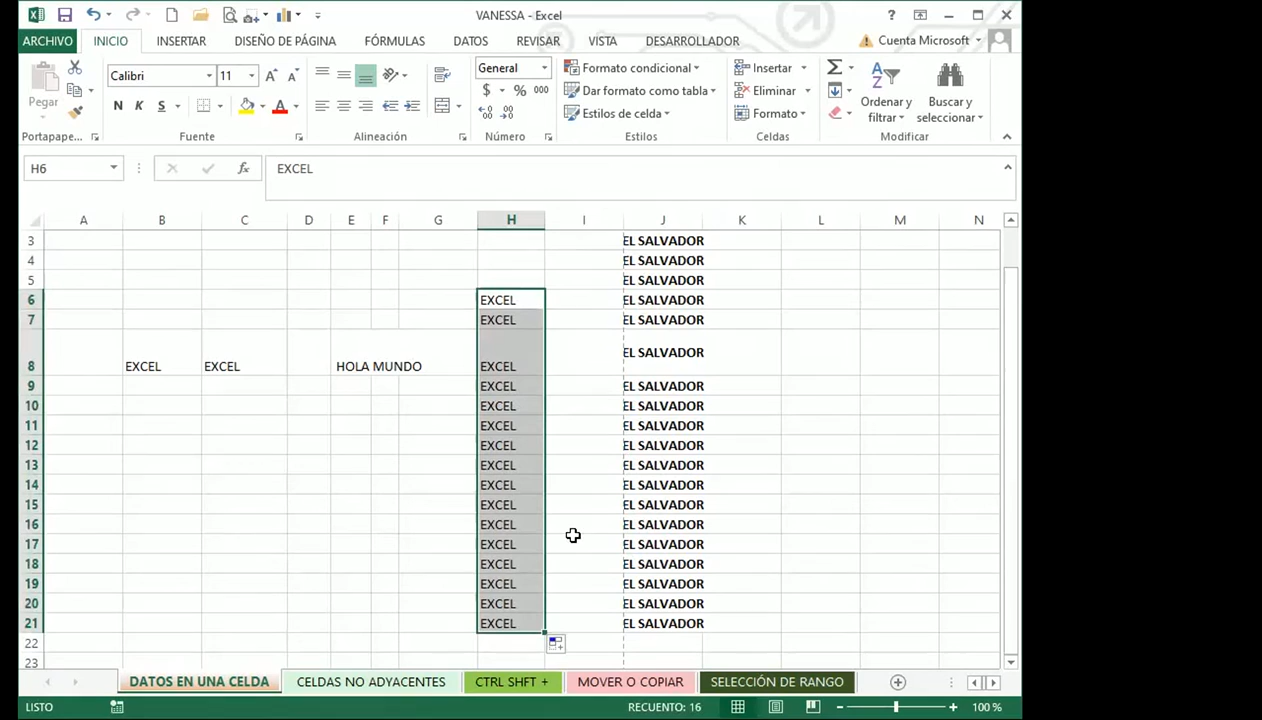 VANESSA - Excel
?
ARCHIVO INICIO INSERTAR DISEÑO DE PÁGINA FÓRMULAS DATOS REVISAR VISTA DESARROLLADOR Cuenta Microsoft
Pegar
Calibri 11
N K S
General
$ % 000
Formato condicional
Dar formato como tabla
Estilos de celda
Insertar
Eliminar
Formato
Ordenar y filtrar
Buscar y seleccionar
Portapape... Fuente Alineación Número Estilos Celdas Modificar
H6 fx EXCEL
A B C D E F G H I J K L M N
3 EL SALVADOR
4 EL SALVADOR
5 EL SALVADOR
6 EXCEL EL SALVADOR
7 EXCEL EL SALVADOR
8 EXCEL EXCEL HOLA MUNDO EXCEL EL SALVADOR
9 EXCEL EL SALVADOR
10 EXCEL EL SALVADOR
11 EXCEL EL SALVADOR
12 EXCEL EL SALVADOR
13 EXCEL EL SALVADOR
14 EXCEL EL SALVADOR
15 EXCEL EL SALVADOR
16 EXCEL EL SALVADOR
17 EXCEL EL SALVADOR
18 EXCEL EL SALVADOR
19 EXCEL EL SALVADOR
20 EXCEL EL SALVADOR
21 EXCEL EL SALVADOR
22
23
DATOS EN UNA CELDA CELDAS NO ADYACENTES CTRL SHFT + MOVER O COPIAR SELECCIÓN DE RANGO
LISTO RECUENTO: 16 100 %